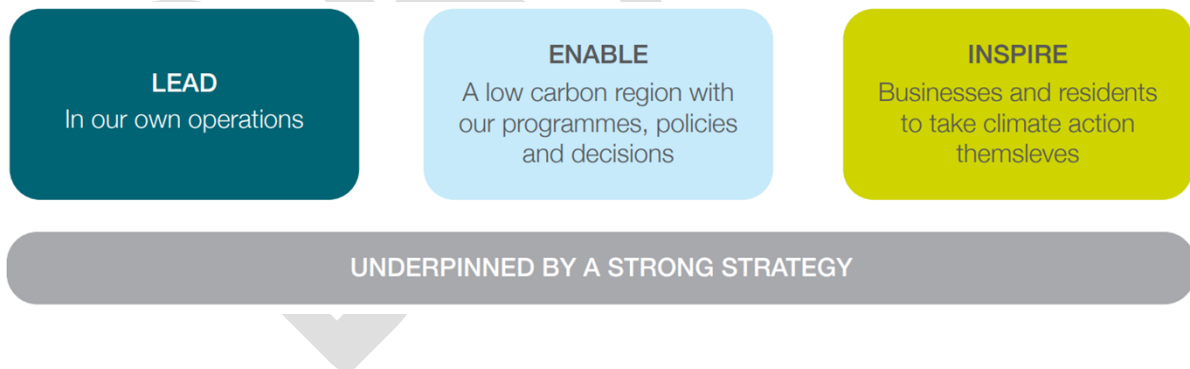 LEAD
In our own operations
ENABLE
A low carbon region with
our programmes, policies
and decisions
INSPIRE
Businesses and residents
to take climate action
themsleves
UNDERPINNED BY A STRONG STRATEGY